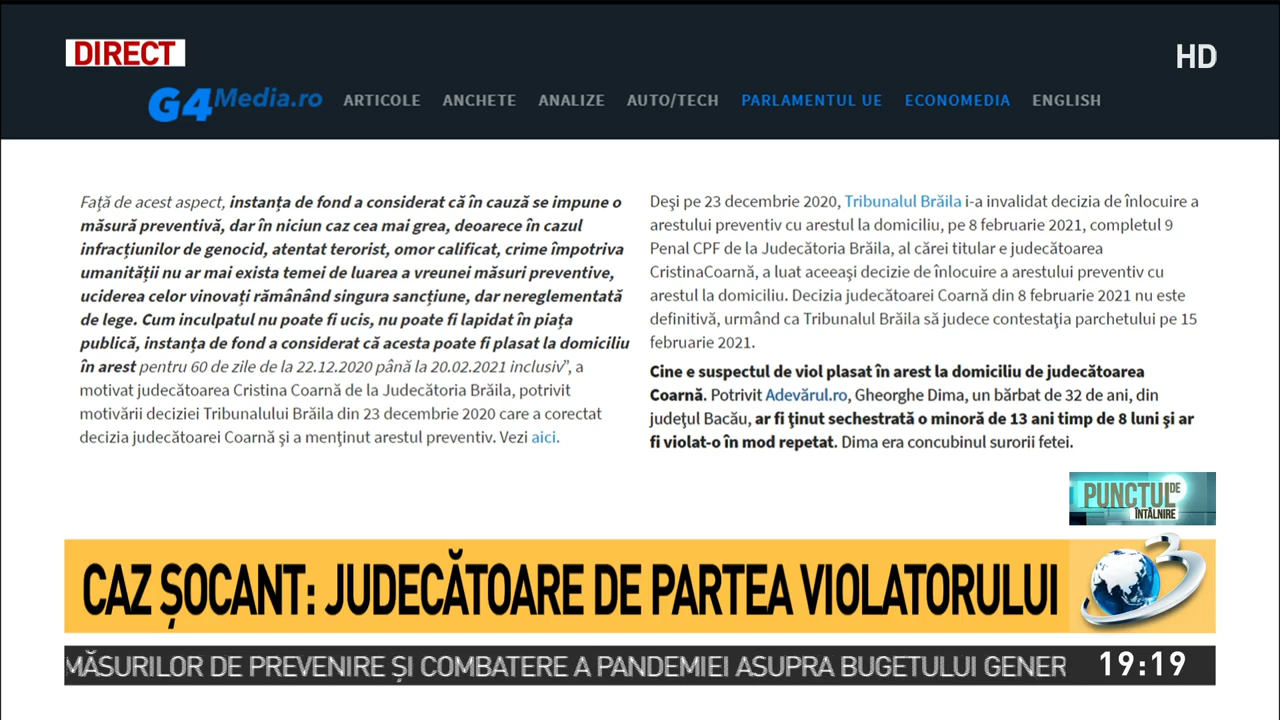 DIRECT
HD
G4Media.ro ARTICOLE ANCHETE ANALIZE AUTO/TECH PARLAMENTUL UE ECONOMEDIA ENGLISH
Față de acest aspect, instanța de fond a considerat că în cauză se impune o
măsură preventivă, dar în niciun caz cea mai grea, deoarece în cazul
infracțiunilor de genocid, atentat terorist, omor calificat, crime împotriva
umanității nu ar mai exista temei de luarea a vreunei măsuri preventive,
uciderea celor vinovați rămânând singura sancțiune, dar nereglementată
de lege. Cum inculpatul nu poate fi ucis, nu poate fi lapidat în piața
publică, instanța de fond a considerat că acesta poate fi plasat la domiciliu
în arest pentru 60 de zile de la 22.12.2020 până la 20.02.2021 inclusiv”, a
motivat judecătoarea Cristina Coarnă de la Judecătoria Brăila, potrivit
motivării deciziei Tribunalului Brăila din 23 decembrie 2020 care a corectat
decizia judecătoarei Coarnă şi a menţinut arestul preventiv. Vezi aici.
Deşi pe 23 decembrie 2020, Tribunalul Brăila i-a invalidat decizia de înlocuire a
arestului preventiv cu arestul la domiciliu, pe 8 februarie 2021, completul 9
Penal CPF de la Judecătoria Brăila, al cărei titular e judecătoarea
CristinaCoarnă, a luat aceeaşi decizie de înlocuire a arestului preventiv cu
arestul la domiciliu. Decizia judecătoarei Coarnă din 8 februarie 2021 nu este
definitivă, urmând ca Tribunalul Brăila să judece contestaţia parchetului pe 15
februarie 2021.
Cine e suspectul de viol plasat în arest la domiciliu de judecătoarea
Coarnă. Potrivit Adevărul.ro, Gheorghe Dima, un bărbat de 32 de ani, din
judeţul Bacău, ar fi ţinut sechestrată o minoră de 13 ani timp de 8 luni şi ar
fi violat-o în mod repetat. Dima era concubinul surorii fetei.
PUNCTUL DE
ÎNTÂLNIRE
CAZ ȘOCANT: JUDECĂTOARE DE PARTEA VIOLATORULUI
3
MĂSURILOR DE PREVENIRE ȘI COMBATERE A PANDEMIEI ASUPRA BUGETULUI GENER 19:19